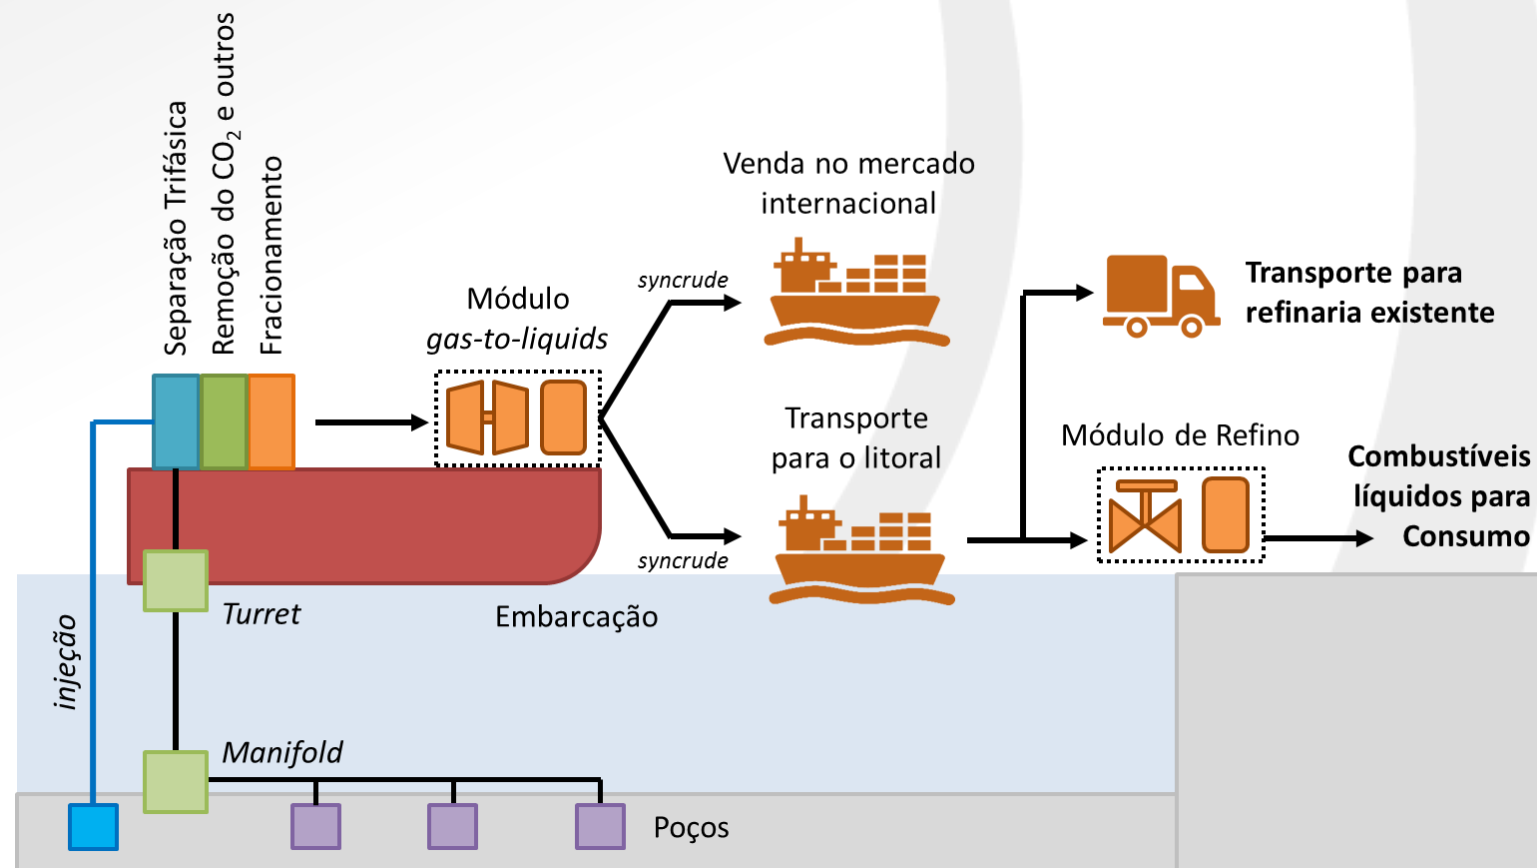 Separação Trifásica
Remoção do CO₂ e outros
Fracionamento
Módulo
gas-to-liquids
syncrude
Venda no mercado
internacional
Transporte para
refinaria existente
Transporte
para o litoral
syncrude
Módulo de Refino
Combustíveis
líquidos para
Consumo
Turret
Embarcação
injeção
Manifold
Poços